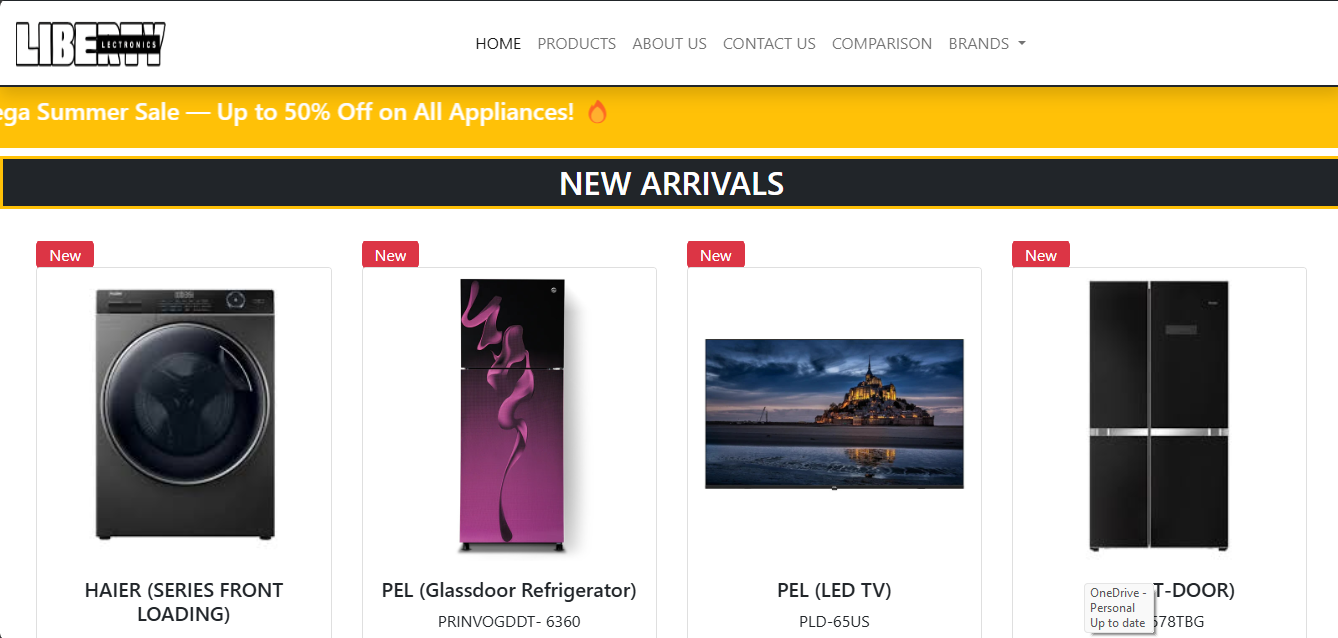 LIBERTY
LECTRONICS
HOME PRODUCTS ABOUT US CONTACT US COMPARISON BRANDS
ega Summer Sale — Up to 50% Off on All Appliances! 🔥
NEW ARRIVALS
New New New New
Haier
HAIER (SERIES FRONT
LOADING)
PEL (Glassdoor Refrigerator)
PRINVOGDDT- 6360
PEL (LED TV)
PLD-65US
T-DOOR)
578TBG
OneDrive -
Personal
Up to date